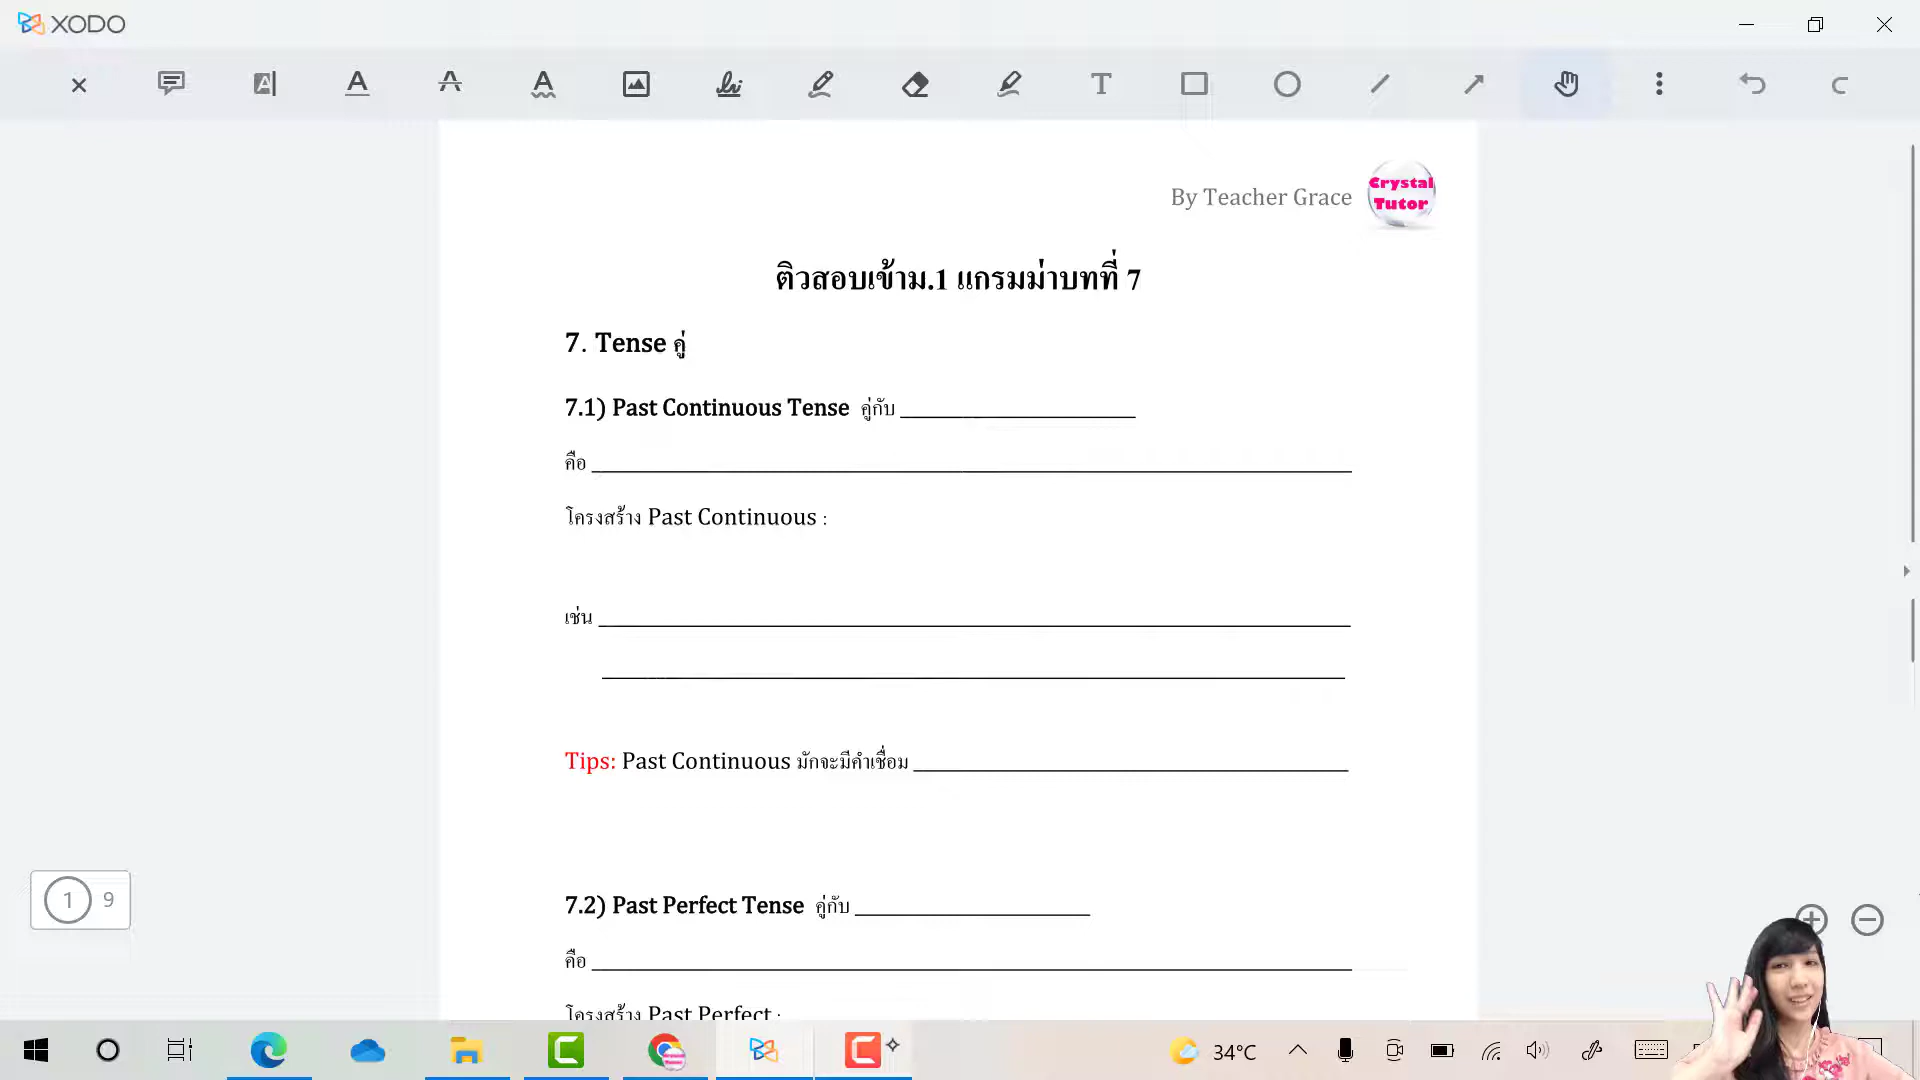 XODO
By Teacher Grace
Crystal
Tutor
ติวสอบเข้าม.1 แกรมม่าบทที่ 7
7. Tense คู่
7.1) Past Continuous Tense คู่กับ
คือ
โครงสร้าง Past Continuous :
เช่น
Tips: Past Continuous มักจะมีคำเชื่อม
7.2) Past Perfect Tense คู่กับ
คือ
โครงสร้าง Past Perfect :
1 9
34°C